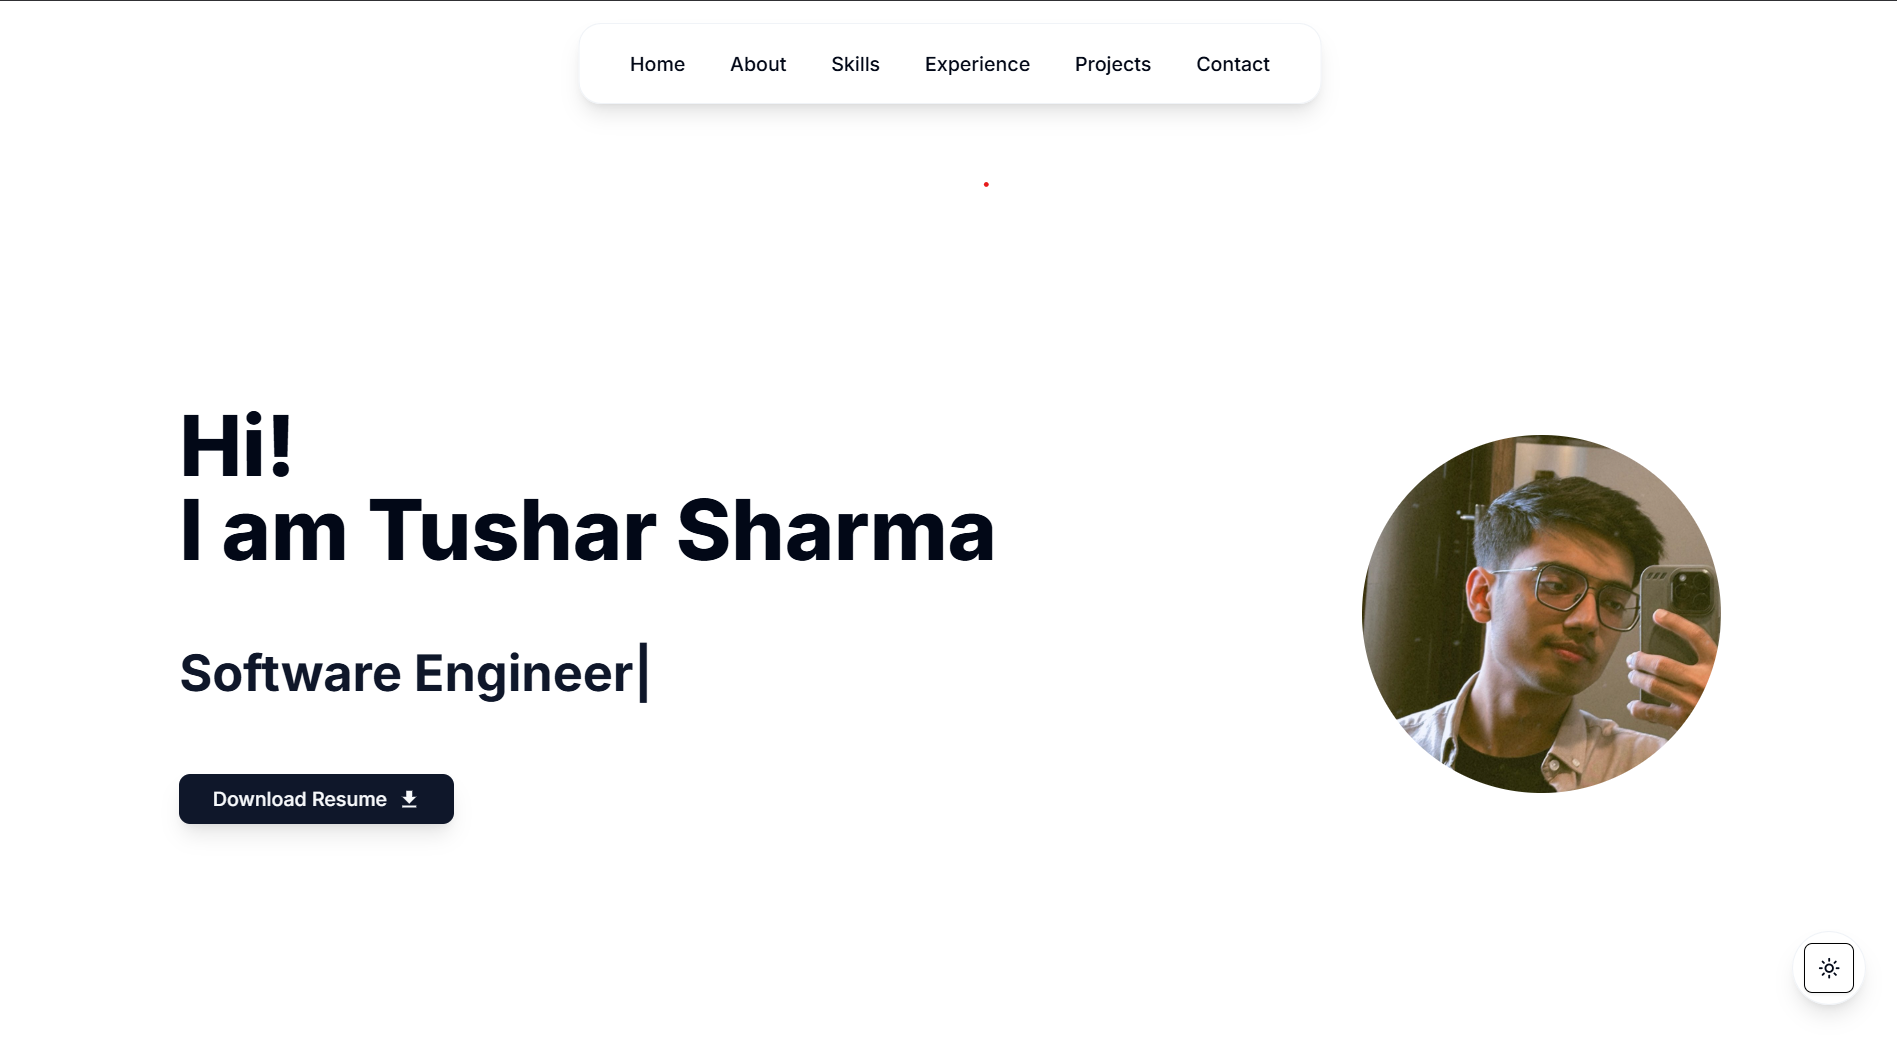 Home About Skills Experience Projects Contact
Hi!
I am Tushar Sharma
Software Engineer|
Download Resume